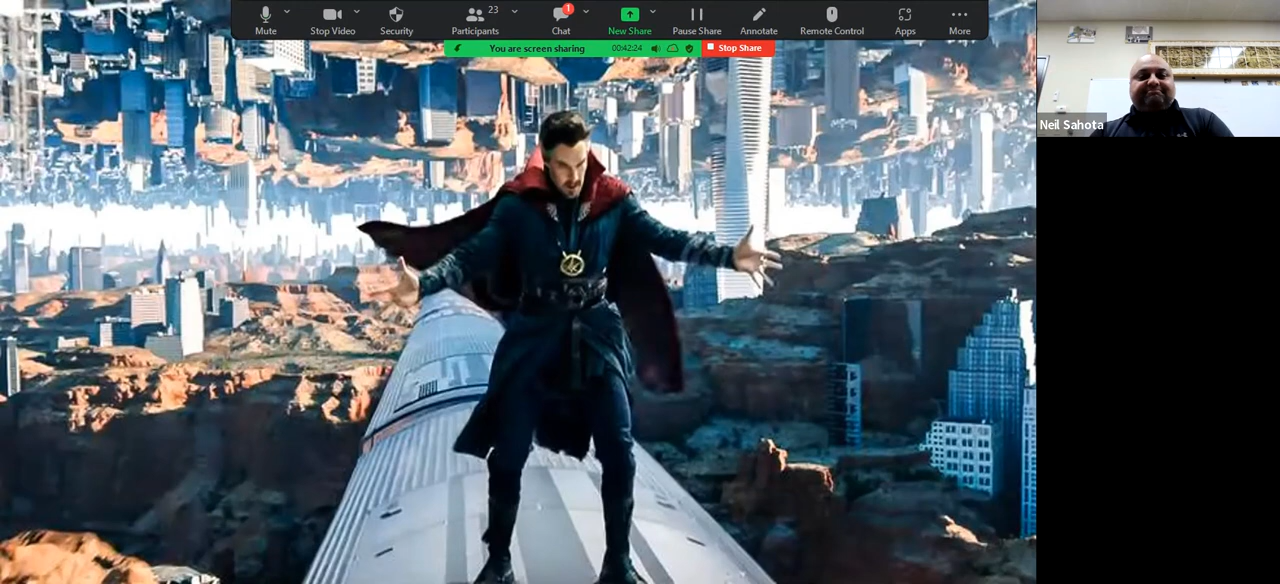 Mute
Stop Video
Security
Participants
23
Chat
1
New Share
Pause Share
Annotate
Remote Control
Apps
More
You are screen sharing
00:42:24
Stop Share
Neil Sahota